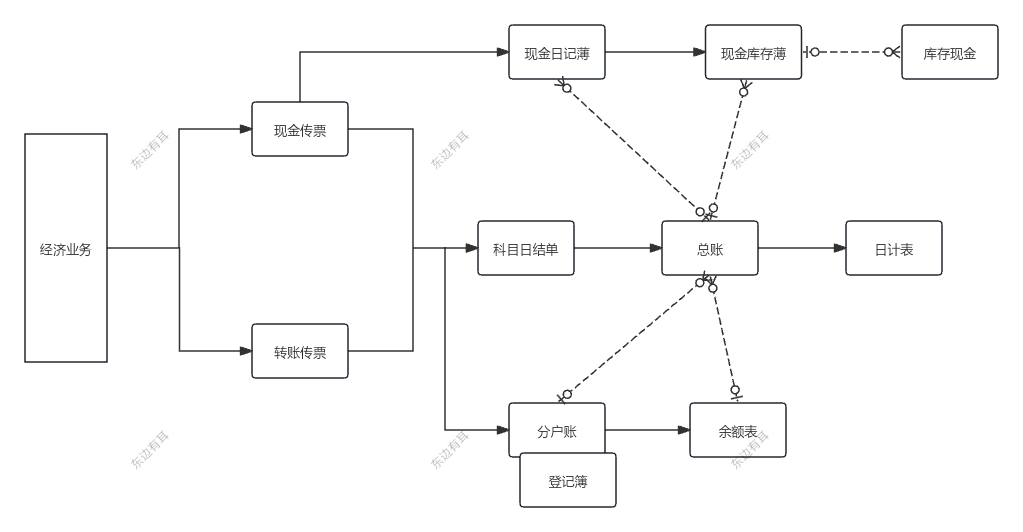 现金日记薄
现金库存薄
库存现金
现金传票
东边有耳
东边有耳
东边有耳
经济业务
科目日结单
总账
日计表
转账传票
分户账
余额表
东边有耳
东边有耳
东边有耳
登记簿